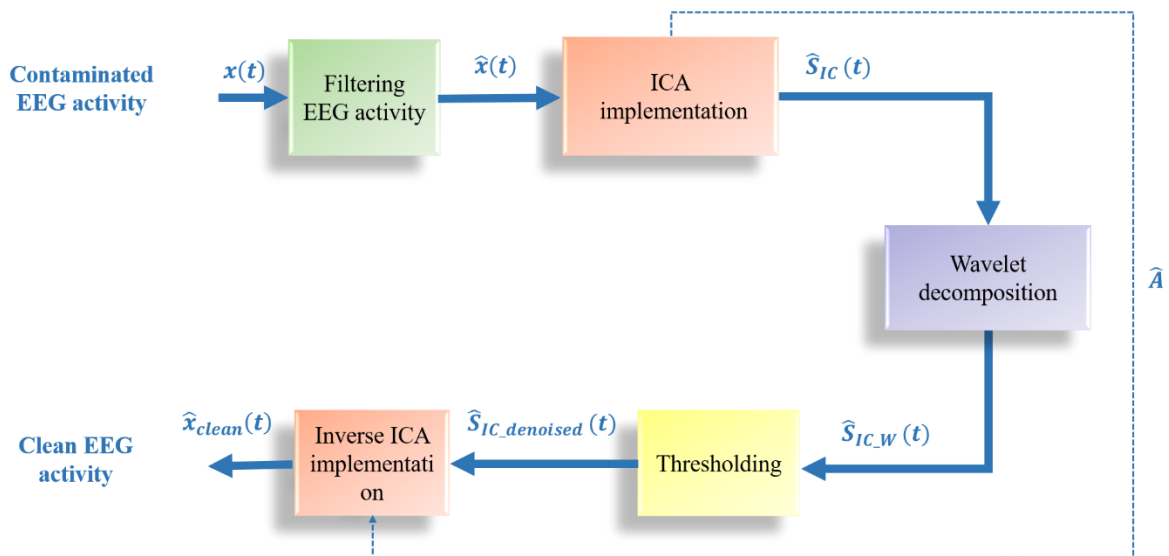 Contaminated
EEG activity
x(t)
Filtering
EEG activity
x̂(t)
ICA
implementation
Ŝ_IC (t)
Wavelet
decomposition
Â
Ŝ_IC_W (t)
Thresholding
Ŝ_IC_denoised (t)
Inverse ICA
implementati
on
x̂_clean(t)
Clean EEG
activity